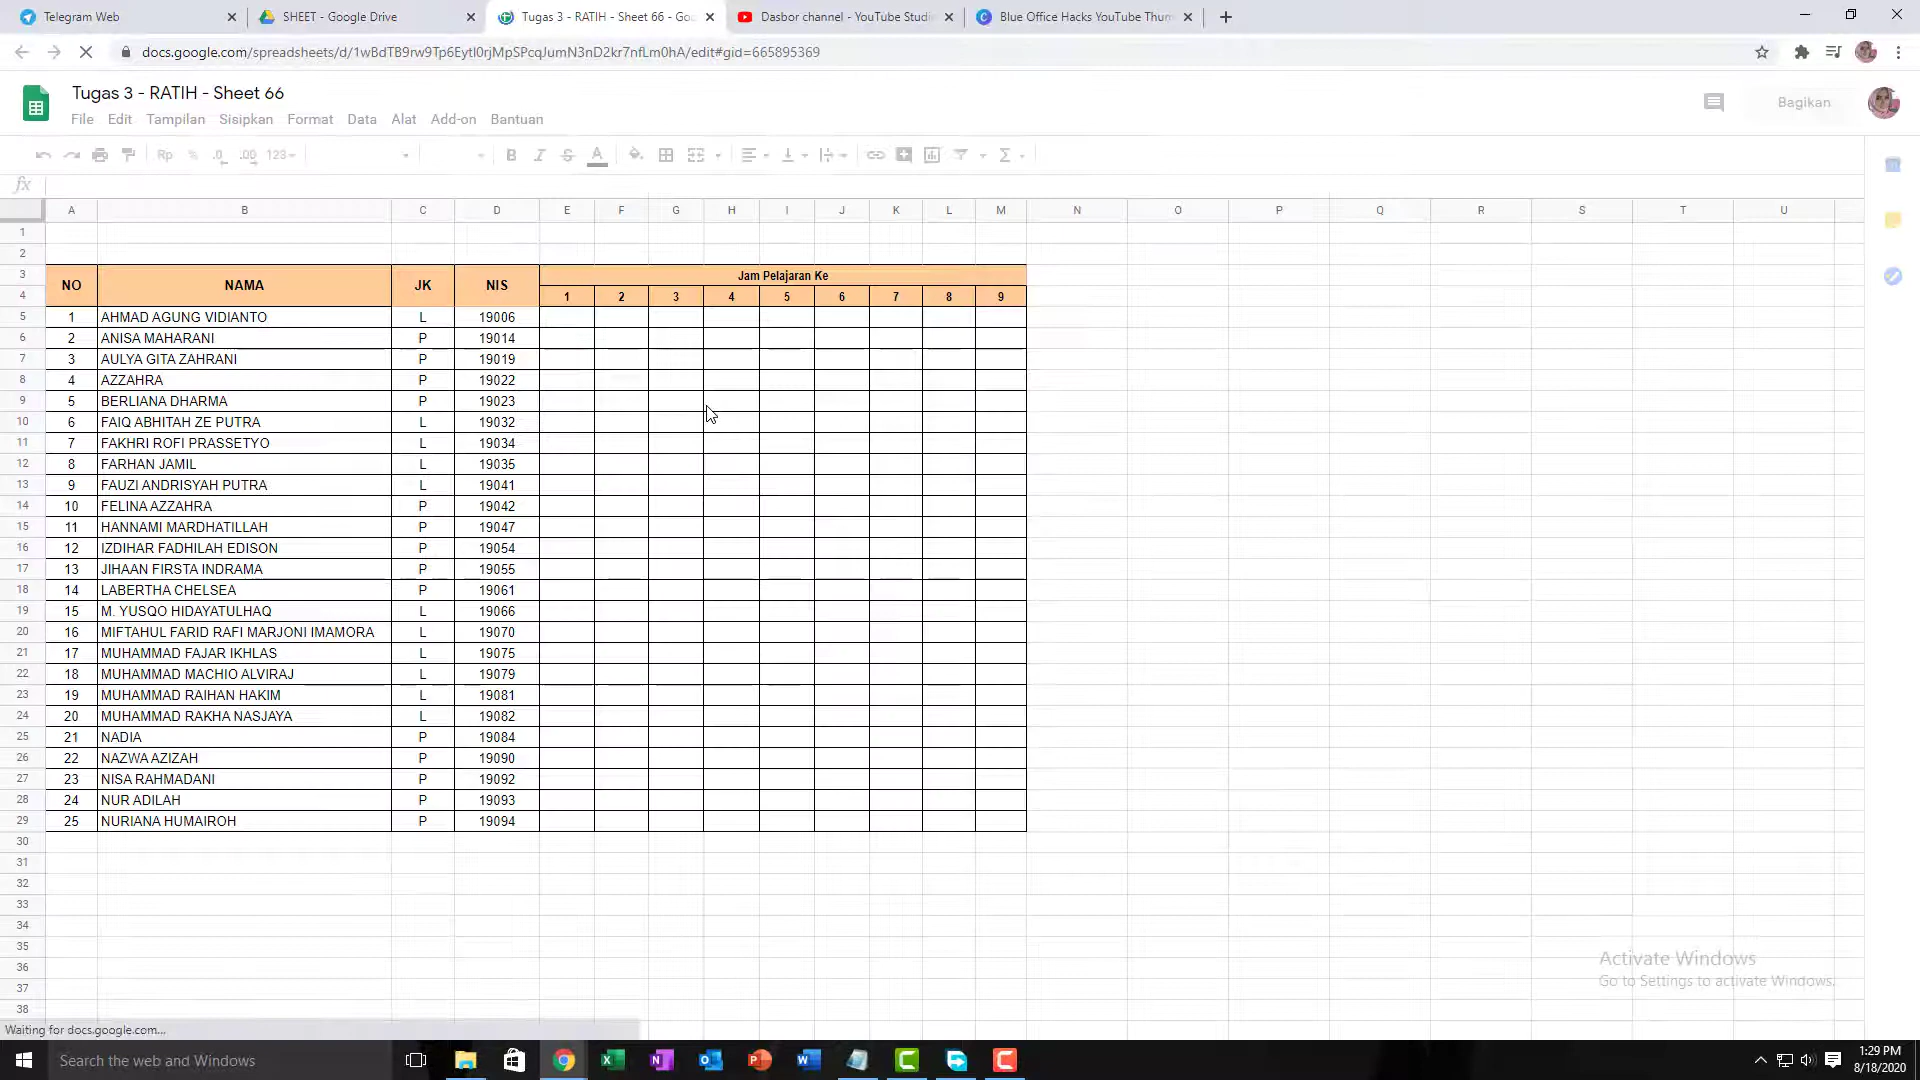 Telegram Web
SHEET - Google Drive
Tugas 3 - RATIH - Sheet 66 - Goo
Dasbor channel - YouTube Studi
Blue Office Hacks YouTube Thum
docs.google.com/spreadsheets/d/1wBdTB9rw9Tp6EytI0rjMpSPcqJumN3nD2kr7nfLm0hA/edit#gid=665895369
Tugas 3 - RATIH - Sheet 66
File Edit Tampilan Sisipkan Format Data Alat Add-on Bantuan
Bagikan
Rp % .0 .00 123 B I S A Σ
fx
A B C D E F G H I J K L M N O P Q R S T U
1
2
3 NO NAMA JK NIS Jam Pelajaran Ke
4 1 2 3 4 5 6 7 8 9
5 1 AHMAD AGUNG VIDIANTO L 19006
6 2 ANISA MAHARANI P 19014
7 3 AULYA GITA ZAHRANI P 19019
8 4 AZZAHRA P 19022
9 5 BERLIANA DHARMA P 19023
10 6 FAIQ ABHITAH ZE PUTRA L 19032
11 7 FAKHRI ROFI PRASSETYO L 19034
12 8 FARHAN JAMIL L 19035
13 9 FAUZI ANDRISYAH PUTRA L 19041
14 10 FELINA AZZAHRA P 19042
15 11 HANNAMI MARDHATILLAH P 19047
16 12 IZDIHAR FADHILAH EDISON P 19054
17 13 JIHAAN FIRSTA INDRAMA P 19055
18 14 LABERTHA CHELSEA P 19061
19 15 M. YUSQO HIDAYATULHAQ L 19066
20 16 MIFTAHUL FARID RAFI MARJONI IMAMORA L 19070
21 17 MUHAMMAD FAJAR IKHLAS L 19075
22 18 MUHAMMAD MACHIO ALVIRAJ L 19079
23 19 MUHAMMAD RAIHAN HAKIM L 19081
24 20 MUHAMMAD RAKHA NASJAYA L 19082
25 21 NADIA P 19084
26 22 NAZWA AZIZAH P 19090
27 23 NISA RAHMADANI P 19092
28 24 NUR ADILAH P 19093
29 25 NURIANA HUMAIROH P 19094
30
31
32
33
34
35
36
37
38
Activate Windows
Go to Settings to activate Windows.
Waiting for docs.google.com...
Search the web and Windows
1:29 PM
8/18/2020